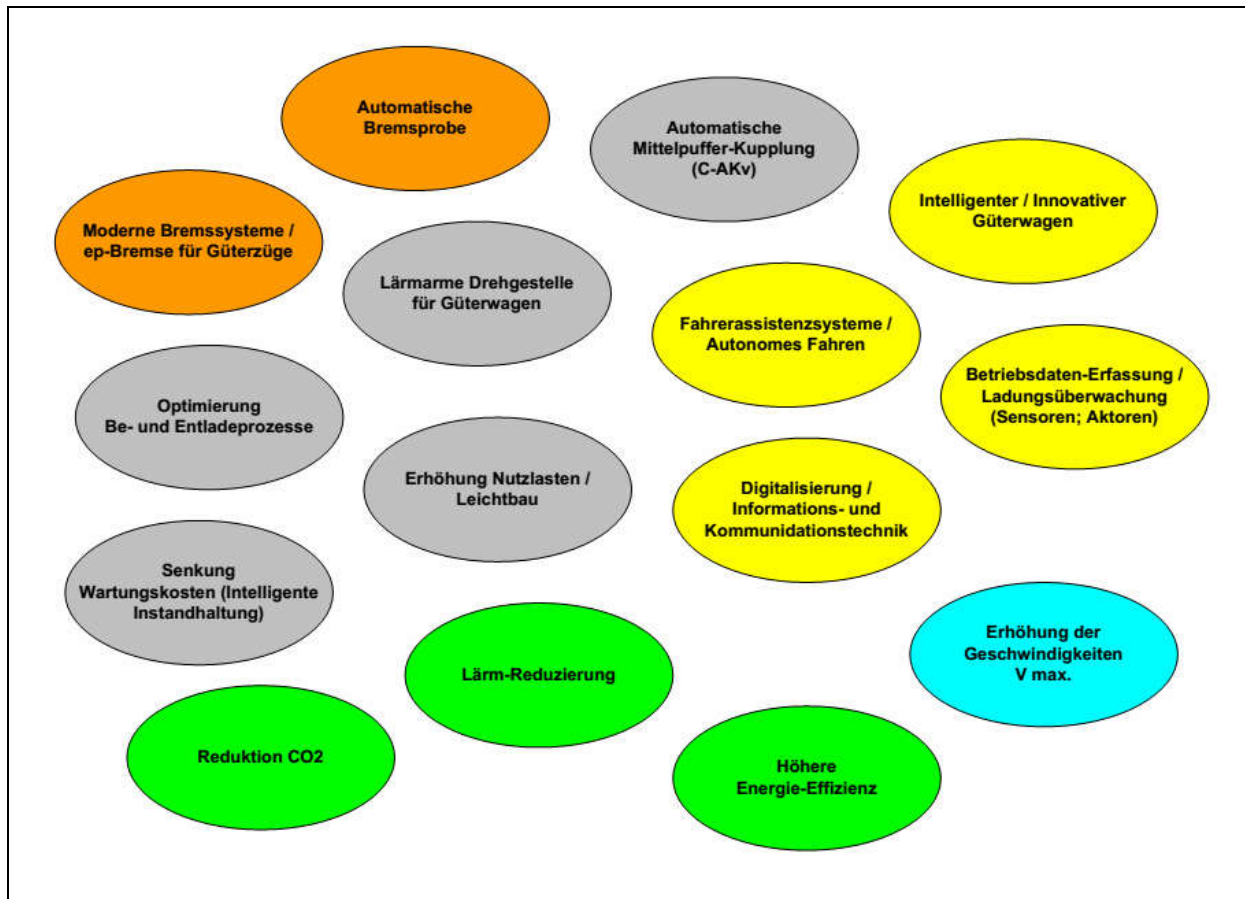 Automatische
Bremsprobe
Automatische
Mittelpuffer-Kupplung
(C-AKv)
Intelligenter / Innovativer
Güterwagen
Moderne Bremssysteme /
ep-Bremse für Güterzüge
Lärmarme Drehgestelle
für Güterwagen
Fahrerassistenzsysteme /
Autonomes Fahren
Betriebsdaten-Erfassung /
Ladungsüberwachung
(Sensoren; Aktoren)
Optimierung
Be- und Entladeprozesse
Erhöhung Nutzlasten /
Leichtbau
Digitalisierung /
Informations- und
Kommunidationstechnik
Senkung
Wartungskosten (Intelligente
Instandhaltung)
Lärm-Reduzierung
Erhöhung der
Geschwindigkeiten
V max.
Reduktion CO2
Höhere
Energie-Effizienz